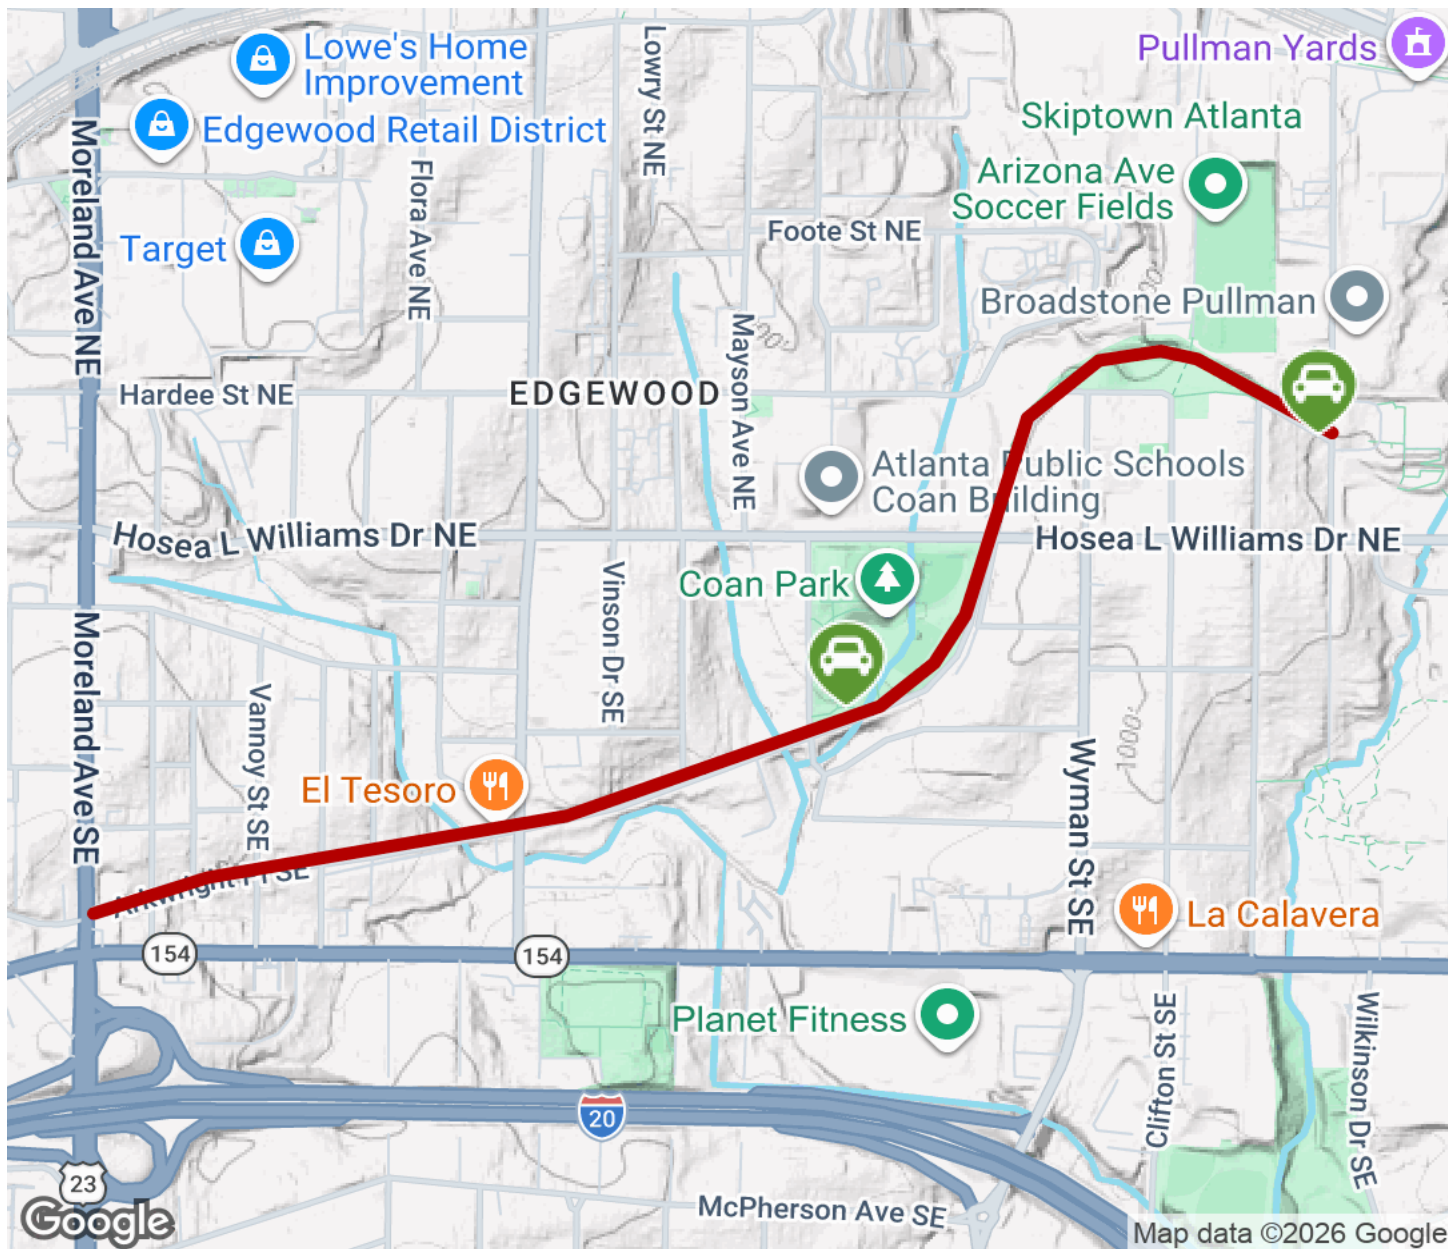 Lowe's Home
Improvement
Edgewood Retail District
Target
Moreland Ave NE
Flora Ave NE
Lowry St NE
Pullman Yards
Skiptown Atlanta
Arizona Ave
Soccer Fields
Foote St NE
Broadstone Pullman
Hardee St NE
EDGEWOOD
Mayson Ave NE
Atlanta Public Schools
Coan Building
Hosea L Williams Dr NE
Hosea L Williams Dr NE
Coan Park
Vinson Dr SE
Moreland Ave SE
Vannoy St SE
El Tesoro
Wyman St SE
1000'
Arkwright Pl SE
La Calavera
154
154
Planet Fitness
Clifton St SE
Wilkinson Dr SE
20
23
McPherson Ave SE
Google
Map data ©2026 Google